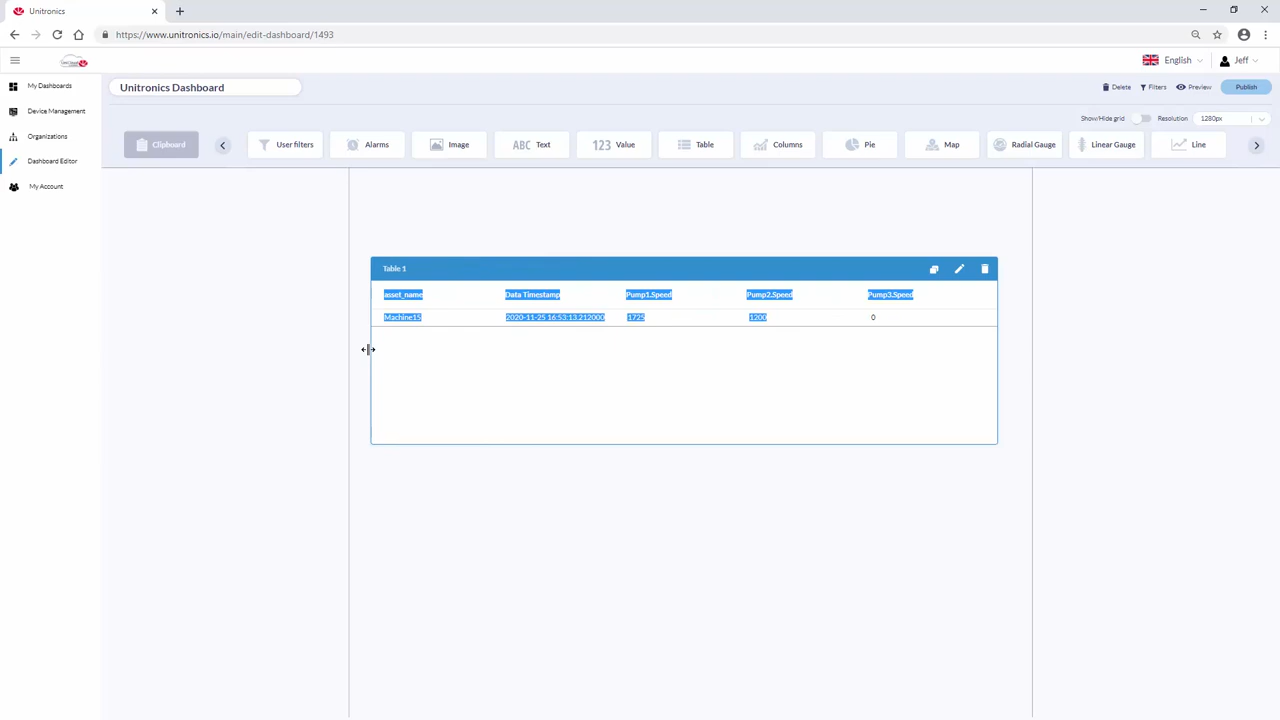 Unitronics
https://www.unitronics.io/main/edit-dashboard/1493
English
Jeff
My Dashboards
Device Management
Organizations
Dashboard Editor
My Account
Unitronics Dashboard
Delete
Filters
Preview
Publish
Show/Hide grid
Resolution
1280px
Clipboard
User filters
Alarms
Image
ABC Text
123 Value
Table
Columns
Pie
Map
Radial Gauge
Linear Gauge
Line
Table 1
asset_name Data Timestamp Pump1.Speed Pump2.Speed Pump3.Speed
Machine15 2020-11-25 16:53:13.212000 1725 1200 0